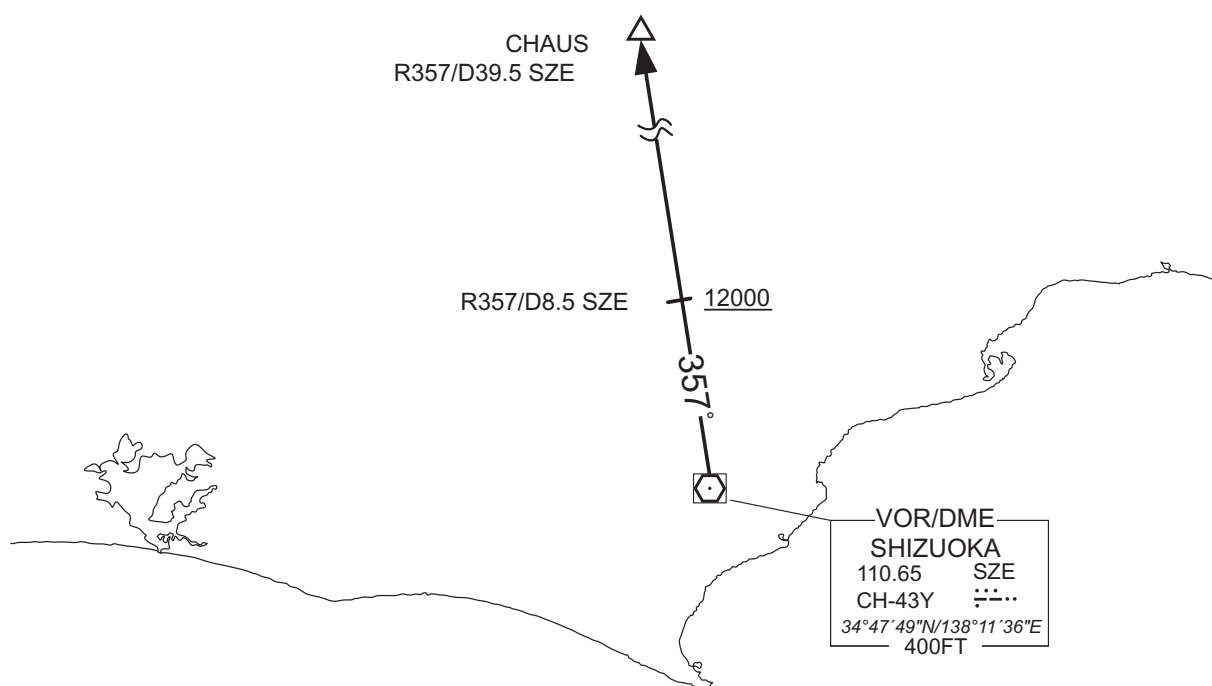 CHAUS
R357/D39.5 SZE
R357/D8.5 SZE
12000
357°
VOR/DME
SHIZUOKA
110.65 SZE
CH-43Y
34°47´49"N/138°11´36"E
400FT